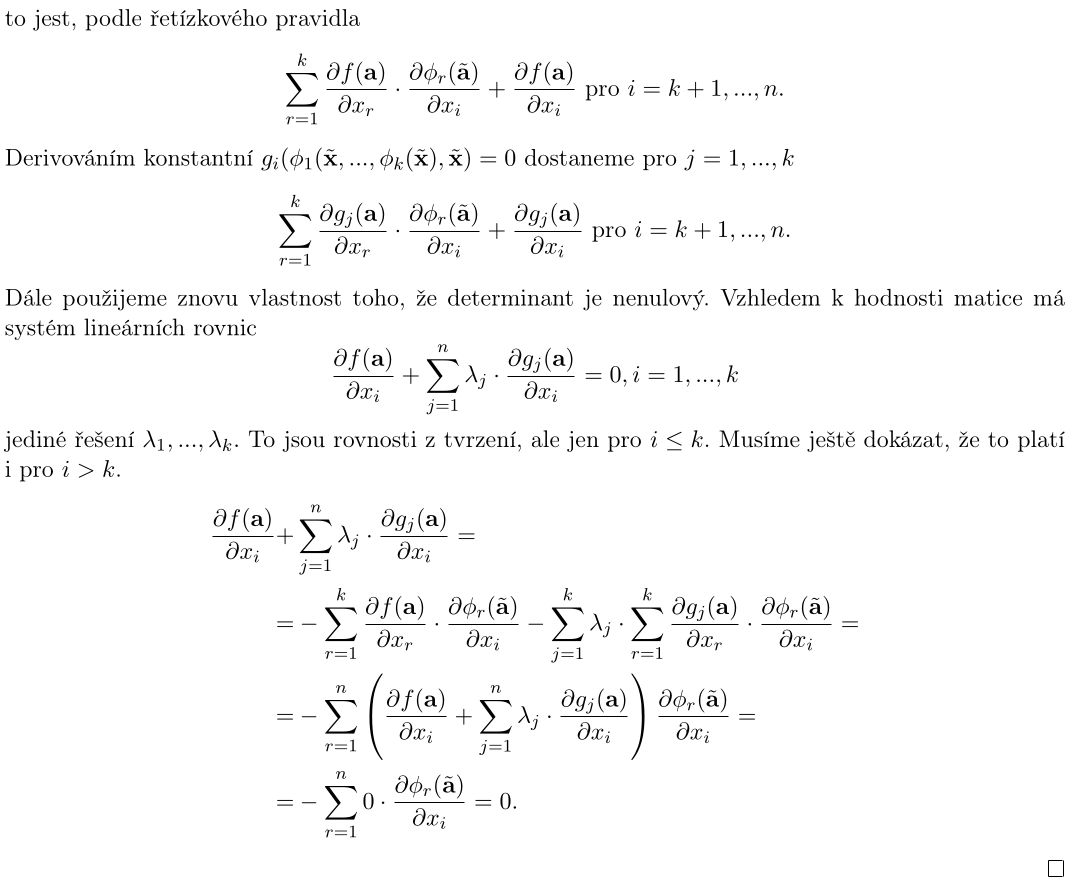 to jest, podle řetízkového pravidla
$$\sum_{r=1}^{k} \frac{\partial f(\mathbf{a})}{\partial x_r} \cdot \frac{\partial \phi_r(\tilde{\mathbf{a}})}{\partial x_i} + \frac{\partial f(\mathbf{a})}{\partial x_i} \text{ pro } i = k+1, ..., n.$$
Derivováním konstantní $g_i(\phi_1(\tilde{\mathbf{x}}, ..., \phi_k(\tilde{\mathbf{x}}), \tilde{\mathbf{x}}) = 0$ dostaneme pro $j = 1, ..., k$
$$\sum_{r=1}^{k} \frac{\partial g_j(\mathbf{a})}{\partial x_r} \cdot \frac{\partial \phi_r(\tilde{\mathbf{a}})}{\partial x_i} + \frac{\partial g_j(\mathbf{a})}{\partial x_i} \text{ pro } i = k+1, ..., n.$$
Dále použijeme znovu vlastnost toho, že determinant je nenulový. Vzhledem k hodnosti matice má
systém lineárních rovnic
$$\frac{\partial f(\mathbf{a})}{\partial x_i} + \sum_{j=1}^{n} \lambda_j \cdot \frac{\partial g_j(\mathbf{a})}{\partial x_i} = 0, i = 1, ..., k$$
jediné řešení $\lambda_1, ..., \lambda_k$. To jsou rovnosti z tvrzení, ale jen pro $i \leq k$. Musíme ještě dokázat, že to platí
i pro $i > k$.
$$\frac{\partial f(\mathbf{a})}{\partial x_i} + \sum_{j=1}^{n} \lambda_j \cdot \frac{\partial g_j(\mathbf{a})}{\partial x_i} =$$
$$= - \sum_{r=1}^{k} \frac{\partial f(\mathbf{a})}{\partial x_r} \cdot \frac{\partial \phi_r(\tilde{\mathbf{a}})}{\partial x_i} - \sum_{j=1}^{k} \lambda_j \cdot \sum_{r=1}^{k} \frac{\partial g_j(\mathbf{a})}{\partial x_r} \cdot \frac{\partial \phi_r(\tilde{\mathbf{a}})}{\partial x_i} =$$
$$= - \sum_{r=1}^{n} \left( \frac{\partial f(\mathbf{a})}{\partial x_i} + \sum_{j=1}^{n} \lambda_j \cdot \frac{\partial g_j(\mathbf{a})}{\partial x_i} \right) \frac{\partial \phi_r(\tilde{\mathbf{a}})}{\partial x_i} =$$
$$= - \sum_{r=1}^{n} 0 \cdot \frac{\partial \phi_r(\tilde{\mathbf{a}})}{\partial x_i} = 0.$$
□